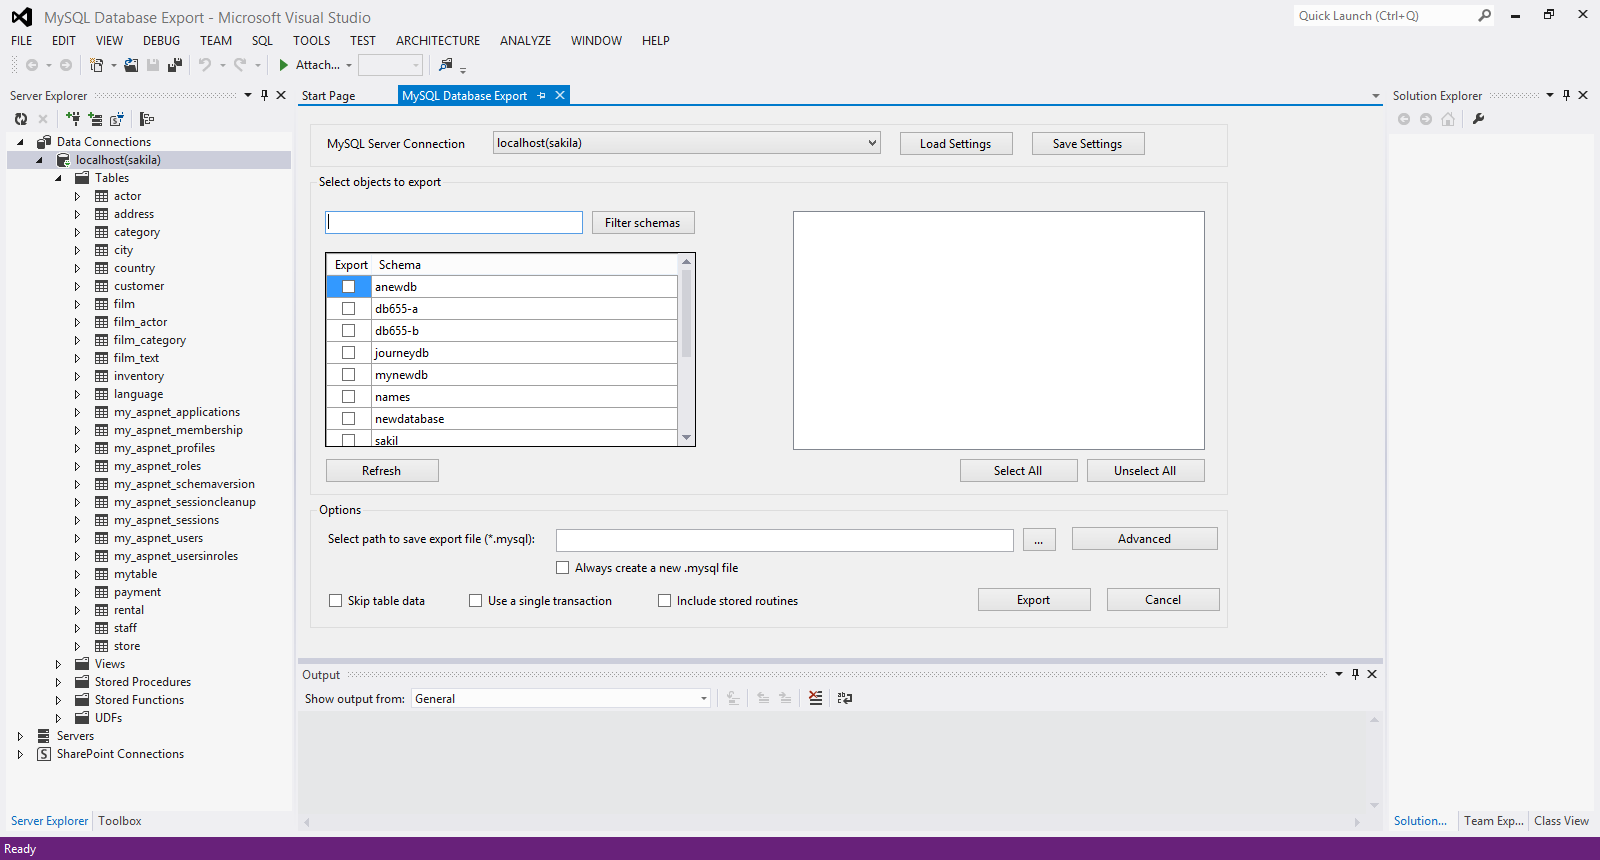 MySQL Database Export - Microsoft Visual Studio
Quick Launch (Ctrl+Q)
FILE EDIT VIEW DEBUG TEAM SQL TOOLS TEST ARCHITECTURE ANALYZE WINDOW HELP
Attach...
Server Explorer
Data Connections
localhost(sakila)
Tables
actor
address
category
city
country
customer
film
film_actor
film_category
film_text
inventory
language
my_aspnet_applications
my_aspnet_membership
my_aspnet_profiles
my_aspnet_roles
my_aspnet_schemaversion
my_aspnet_sessioncleanup
my_aspnet_sessions
my_aspnet_users
my_aspnet_usersinroles
mytable
payment
rental
staff
store
Views
Stored Procedures
Stored Functions
UDFs
Servers
SharePoint Connections
Server Explorer Toolbox
Start Page MySQL Database Export
MySQL Server Connection localhost(sakila) Load Settings Save Settings
Select objects to export
Filter schemas
Export Schema
anewdb
db655-a
db655-b
journeydb
mynewdb
names
newdatabase
sakil
Refresh Select All Unselect All
Options
Select path to save export file (*.mysql): ... Advanced
Always create a new .mysql file
Skip table data Use a single transaction Include stored routines Export Cancel
Output
Show output from: General
Solution Explorer
Solution... Team Exp... Class View
Ready